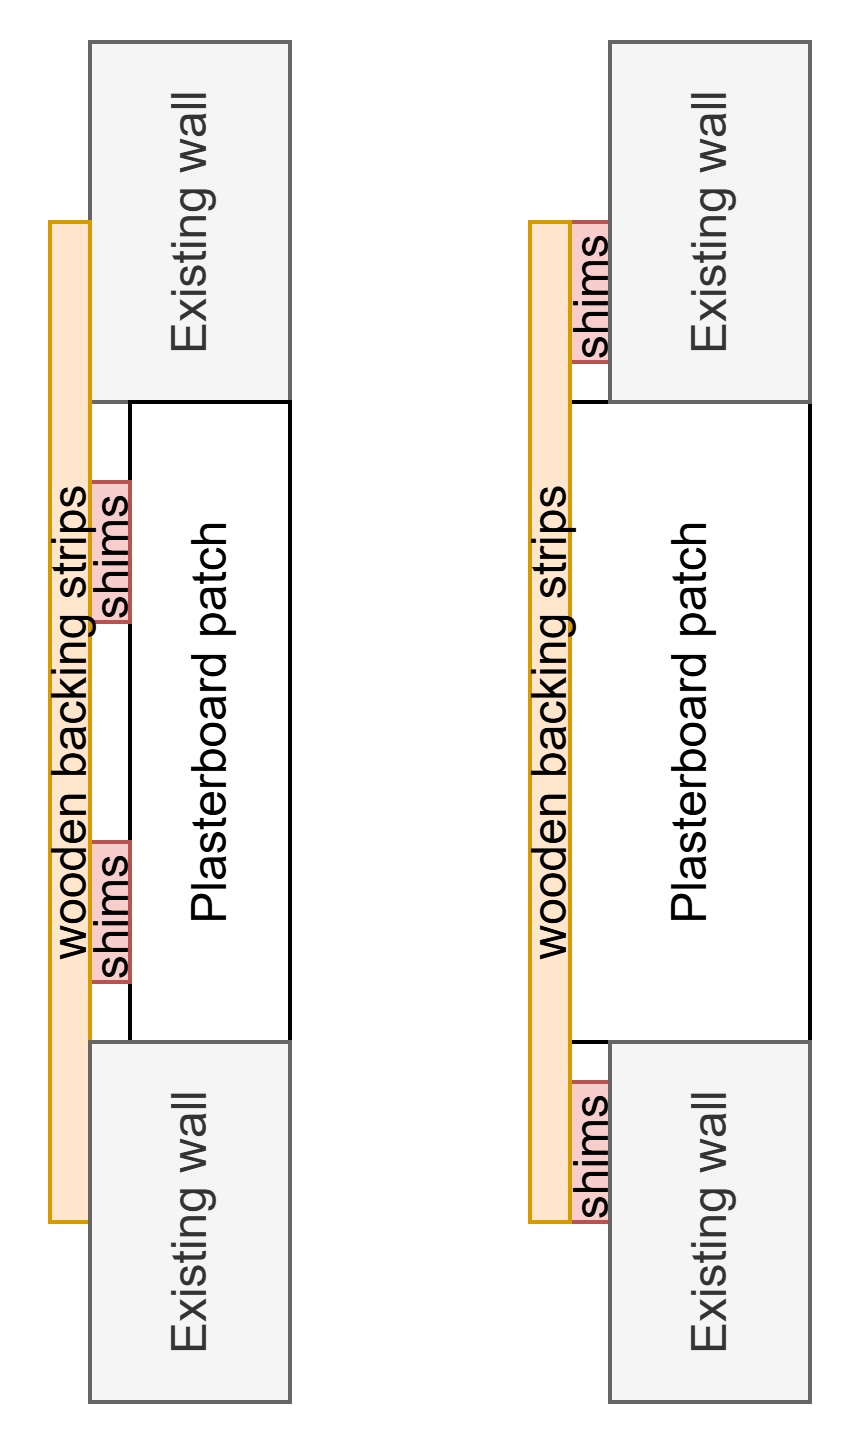 Existing wall
wooden backing strips
shims
Plasterboard patch
shims
Existing wall
Existing wall
shims
wooden backing strips
Plasterboard patch
shims
Existing wall